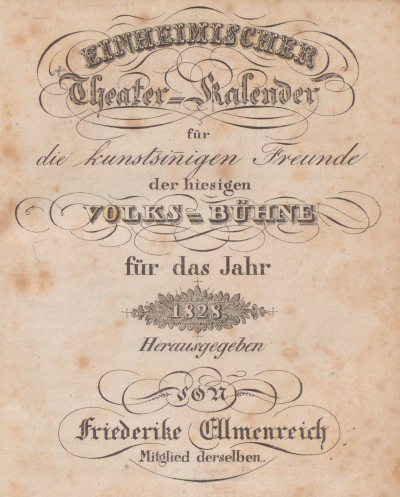 EINHEIMISCHER
Theater=Kalender
für
die kunstsiñigen Freunde
der hiesigen
VOLKS=BÜHNE
für das Jahr
1828
Herausgegeben
VON
Friederike Ellmenreich
Mitglied derselben.